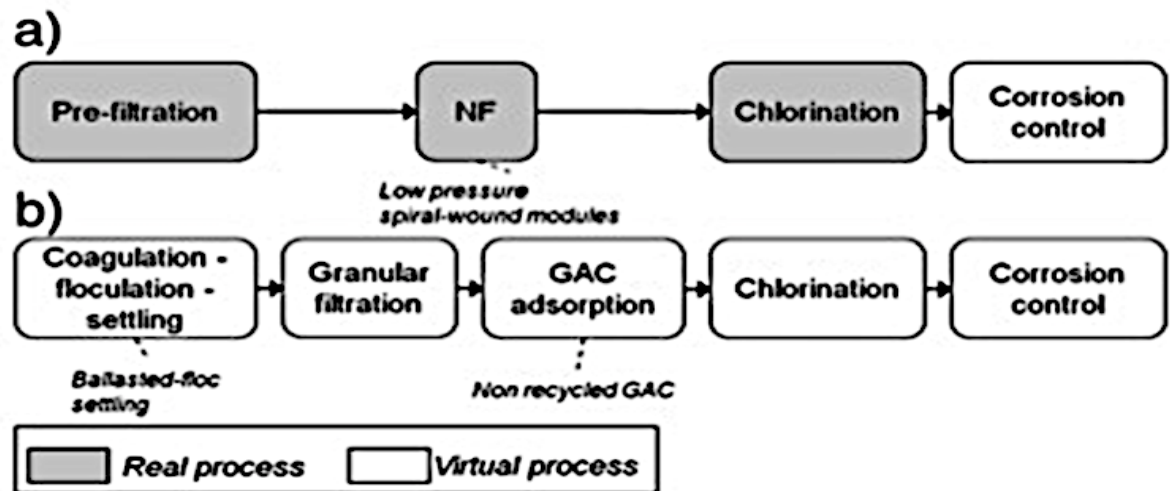 a)
Pre-filtration
NF
Chlorination
Corrosion
control
Low pressure
spiral-wound modules
b)
Coagulation -
floculation -
settling
Granular
filtration
GAC
adsorption
Chlorination
Corrosion
control
Ballasted-floc
settling
Non recycled GAC
Real process
Virtual process